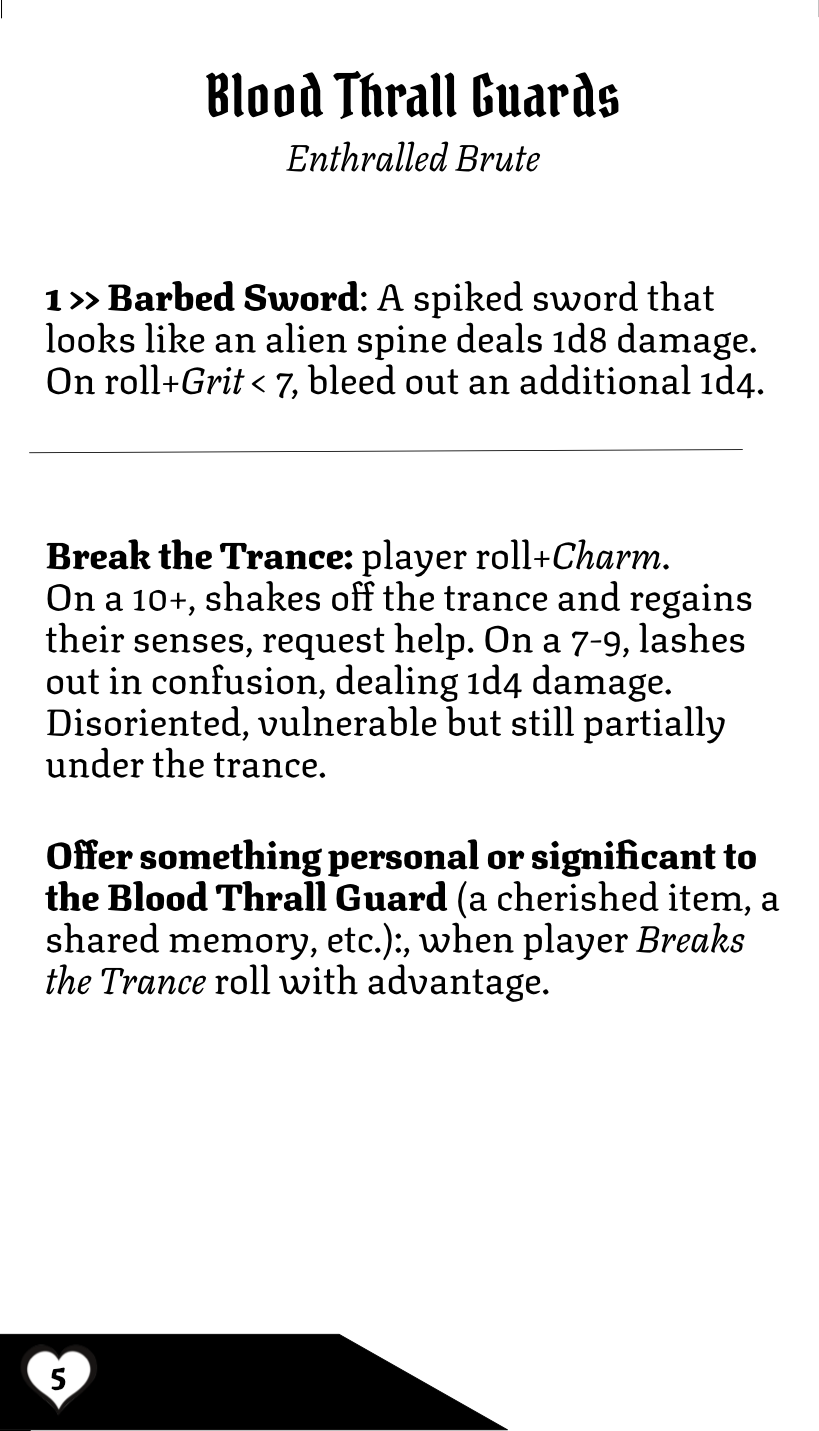 Blood Thrall Guards
Enthralled Brute
1 >> Barbed Sword: A spiked sword that
looks like an alien spine deals 1d8 damage.
On roll+Grit < 7, bleed out an additional 1d4.
Break the Trance: player roll+Charm.
On a 10+, shakes off the trance and regains
their senses, request help. On a 7-9, lashes
out in confusion, dealing 1d4 damage.
Disoriented, vulnerable but still partially
under the trance.
Offer something personal or significant to
the Blood Thrall Guard (a cherished item, a
shared memory, etc.):, when player Breaks
the Trance roll with advantage.
5